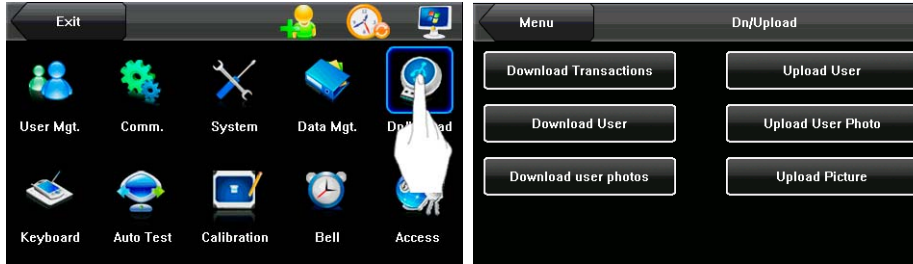 Exit
User Mgt. Comm. System Data Mgt.
Keyboard Auto Test Calibration Bell Access
Menu Dn/Upload
Download Transactions Upload User
Download User Upload User Photo
Download user photos Upload Picture